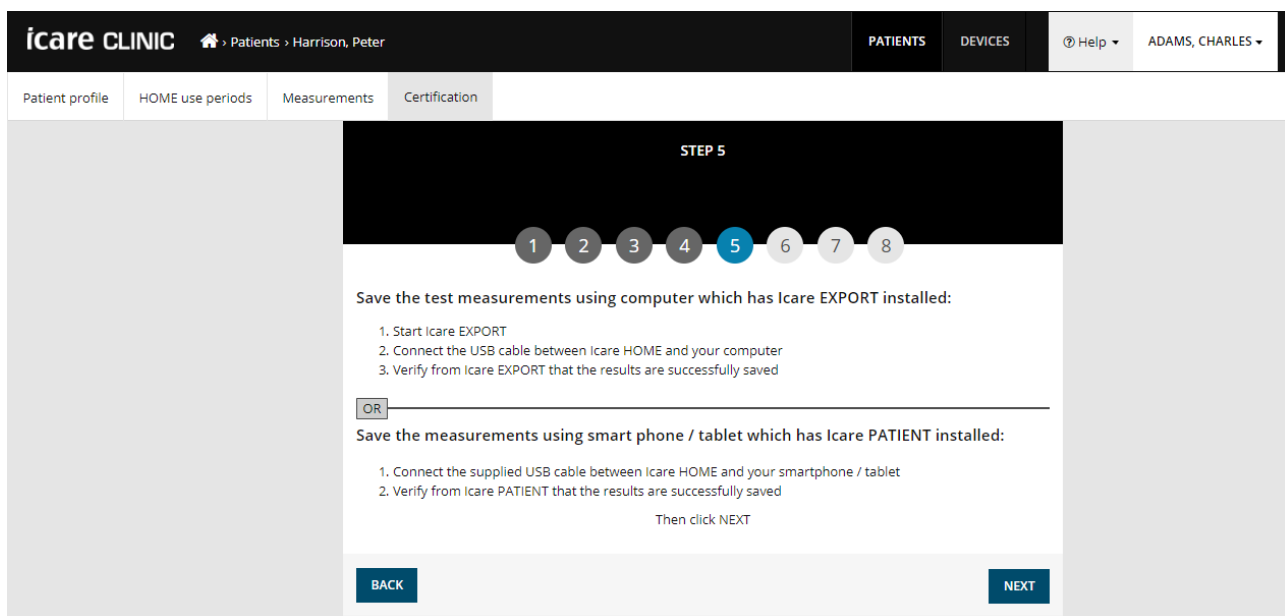 icare CLINIC › Patients › Harrison, Peter PATIENTS DEVICES Help ADAMS, CHARLES
Patient profile HOME use periods Measurements Certification
STEP 5
1 2 3 4 5 6 7 8
Save the test measurements using computer which has Icare EXPORT installed:
1. Start Icare EXPORT
2. Connect the USB cable between Icare HOME and your computer
3. Verify from Icare EXPORT that the results are successfully saved
OR
Save the measurements using smart phone / tablet which has Icare PATIENT installed:
1. Connect the supplied USB cable between Icare HOME and your smartphone / tablet
2. Verify from Icare PATIENT that the results are successfully saved
Then click NEXT
BACK NEXT